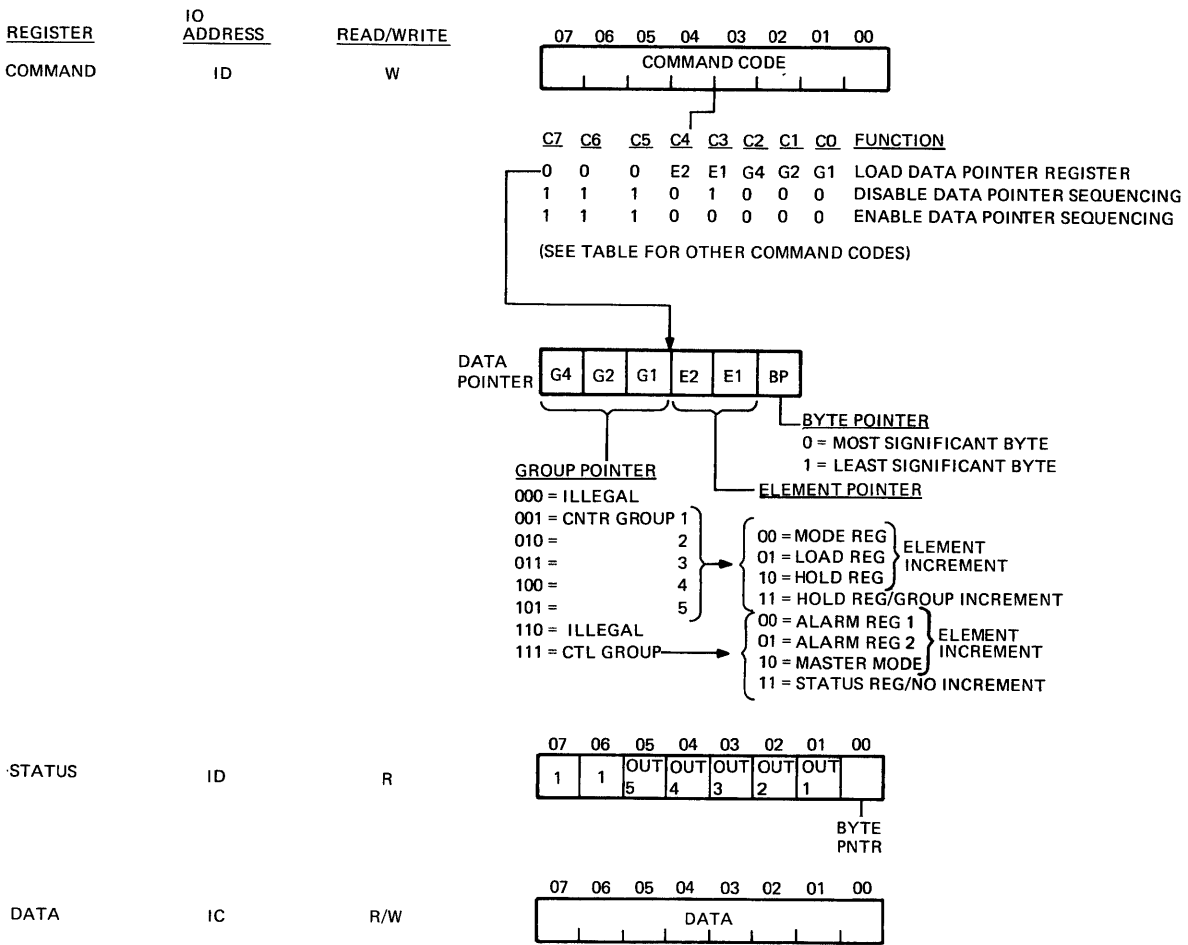 IO
REGISTER ADDRESS READ/WRITE
07 06 05 04 03 02 01 00
COMMAND ID W COMMAND CODE
C7 C6 C5 C4 C3 C2 C1 C0 FUNCTION
0 0 0 E2 E1 G4 G2 G1 LOAD DATA POINTER REGISTER
1 1 1 0 1 0 0 0 DISABLE DATA POINTER SEQUENCING
1 1 1 0 0 0 0 0 ENABLE DATA POINTER SEQUENCING
(SEE TABLE FOR OTHER COMMAND CODES)
DATA
POINTER
G4 G2 G1 E2 E1 BP
BYTE POINTER
0 = MOST SIGNIFICANT BYTE
1 = LEAST SIGNIFICANT BYTE
GROUP POINTER
000 = ILLEGAL
001 = CNTR GROUP 1
010 = 2
011 = 3
100 = 4
101 = 5
110 = ILLEGAL
111 = CTL GROUP
ELEMENT POINTER
00 = MODE REG
01 = LOAD REG
10 = HOLD REG
ELEMENT
INCREMENT
11 = HOLD REG/GROUP INCREMENT
00 = ALARM REG 1
01 = ALARM REG 2
10 = MASTER MODE
ELEMENT
INCREMENT
11 = STATUS REG/NO INCREMENT
07 06 05 04 03 02 01 00
STATUS ID R
1 1 OUT 5 OUT 4 OUT 3 OUT 2 OUT 1
BYTE
PNTR
07 06 05 04 03 02 01 00
DATA IC R/W DATA